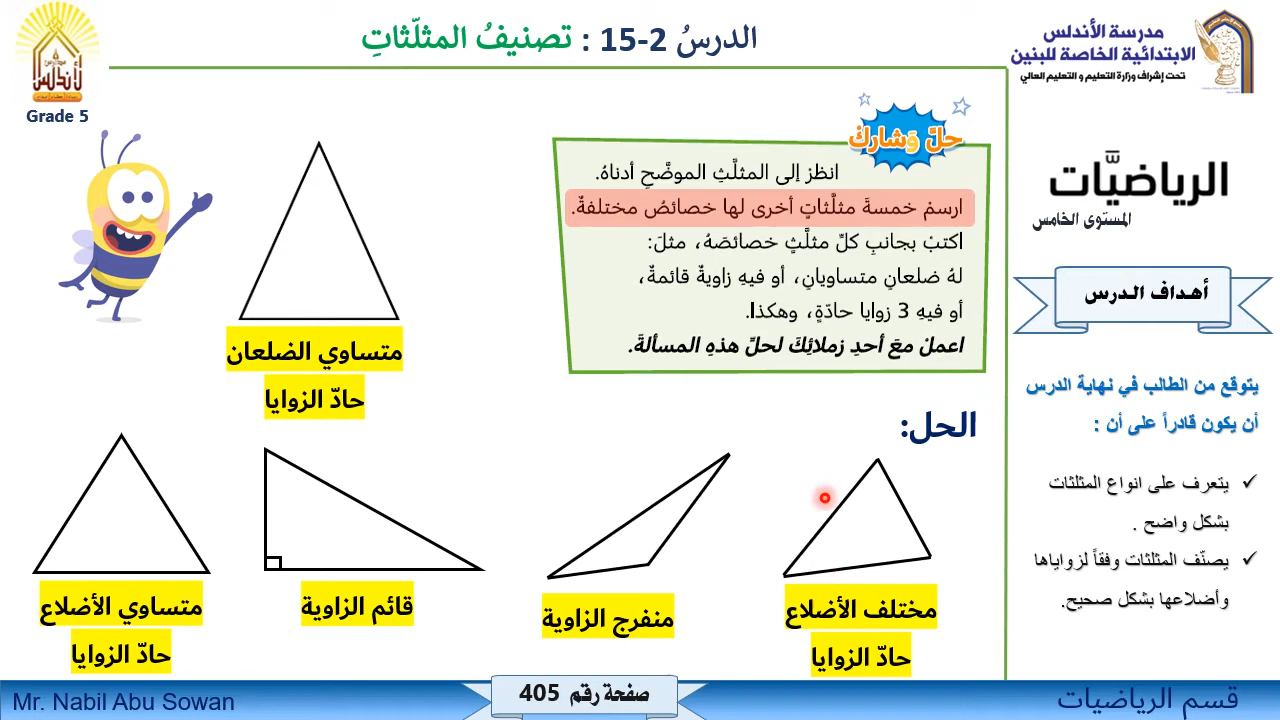 مدرسة الأندلس
الابتدائية الخاصة للبنين
تحت إشراف وزارة التعليم و التعليم العالي
الدرسُ 2-15 : تصنيفُ المثلّثاتِ
Grade 5
الرياضيَّات
المستوى الخامس
أهداف الدرس
يتوقع من الطالب في نهاية الدرس
أن يكون قادراً على أن :
يتعرف على انواع المثلثات
بشكل واضح .
يصنّف المثلثات وفقاً لزواياها
وأضلاعها بشكل صحيح.
حلّ وَشارِكْ
انظرْ إلى المثلَّثِ الموضَّحِ أدناهُ.
ارسمْ خمسةَ مثلَّثاتٍ أخرى لها خصائصُ مختلفةٌ.
اكتبْ بجانبِ كلِّ مثلَّثٍ خصائصَهُ، مثلَ:
لهُ ضلعانِ متساويانِ، أو فيهِ زاويةٌ قائمةٌ،
أو فيهِ 3 زوايا حادّةٍ، وهكذا.
اعملْ معَ أحدِ زملائِكَ لحلِّ هذهِ المسألةَ.
متساوي الضلعان
حادّ الزوايا
الحل:
مختلف الأضلاع
حادّ الزوايا
منفرج الزاوية
قائم الزاوية
متساوي الأضلاع
حادّ الزوايا
قسم الرياضيات
صفحة رقم 405
Mr. Nabil Abu Sowan